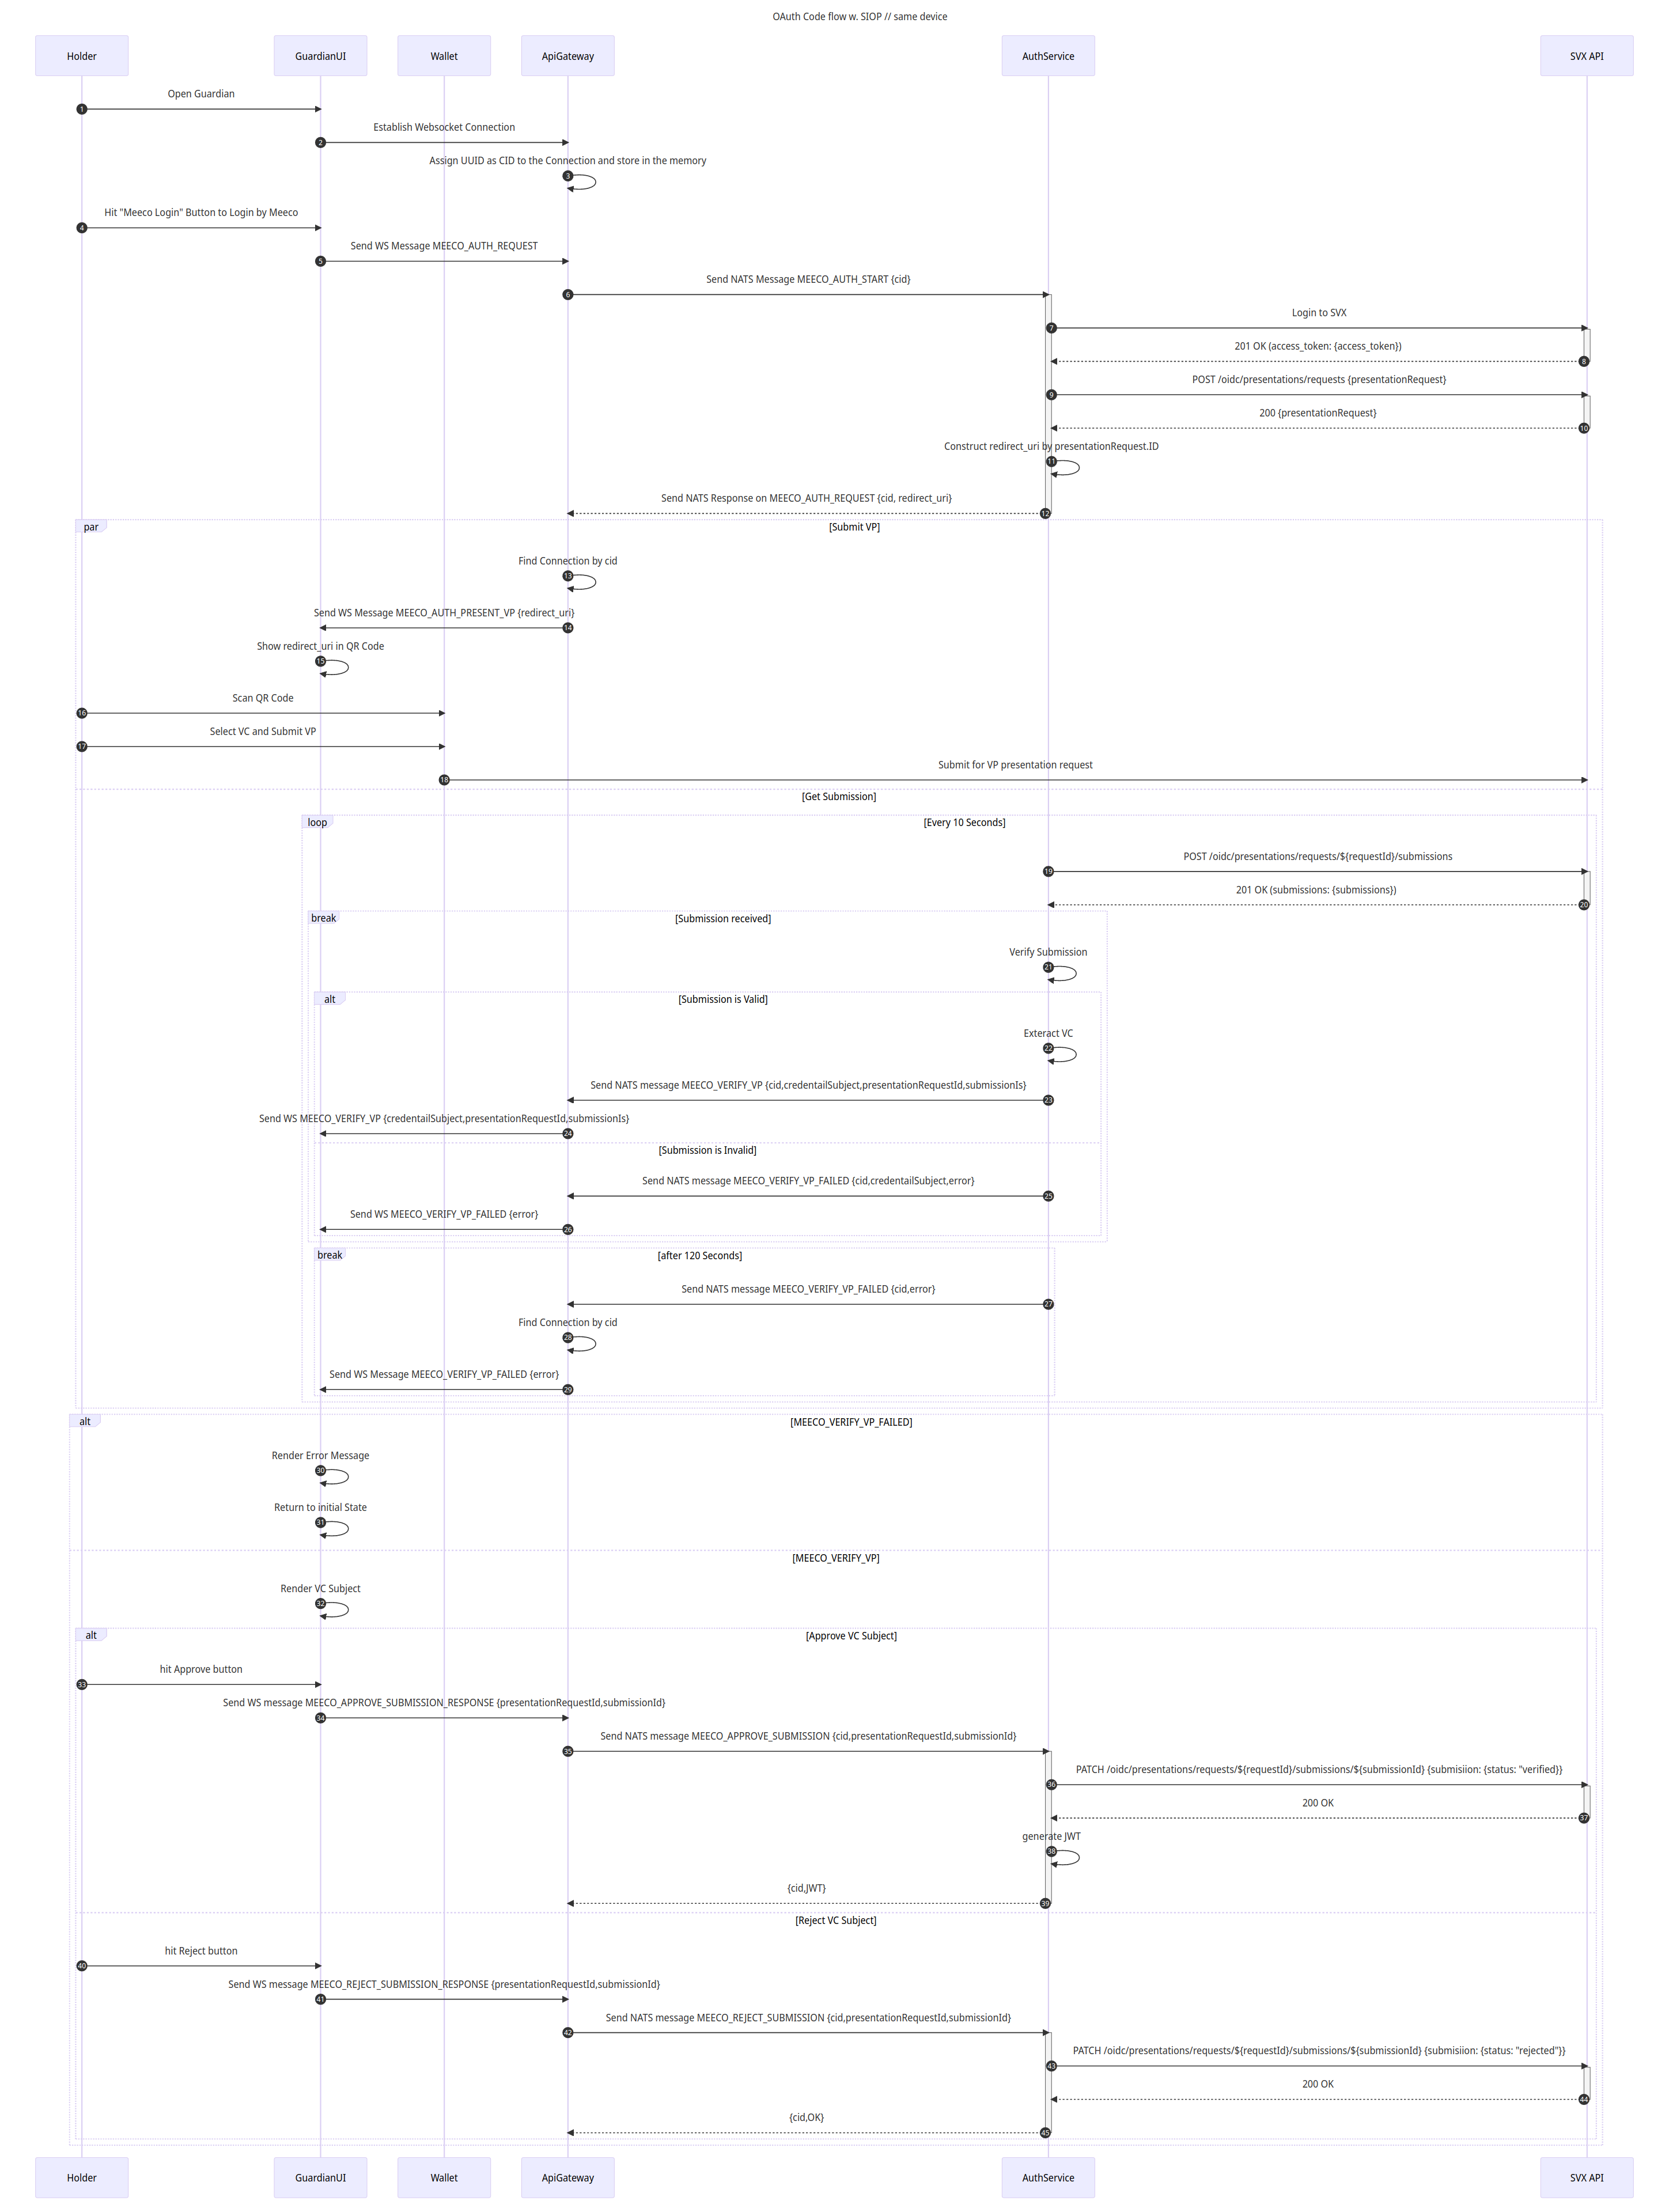 OAuth Code flow w. SIOP // same device
Holder
GuardianUI
Wallet
ApiGateway
AuthService
SVX API
Open Guardian
1
Establish Websocket Connection
2
Assign UUID as CID to the Connection and store in the memory
3
Hit "Meeco Login" Button to Login by Meeco
4
Send WS Message MEECO_AUTH_REQUEST
5
Send NATS Message MEECO_AUTH_START {cid}
6
Login to SVX
7
201 OK (access_token: {access_token})
8
POST /oidc/presentations/requests {presentationRequest}
9
200 {presentationRequest}
10
Construct redirect_uri by presentationRequest.ID
11
Send NATS Response on MEECO_AUTH_REQUEST {cid, redirect_uri}
12
par
[Submit VP]
Find Connection by cid
13
Send WS Message MEECO_AUTH_PRESENT_VP {redirect_uri}
14
Show redirect_uri in QR Code
15
Scan QR Code
16
Select VC and Submit VP
17
Submit for VP presentation request
18
[Get Submission]
loop
[Every 10 Seconds]
POST /oidc/presentations/requests/${requestId}/submissions
19
201 OK (submissions: {submissions})
20
break
[Submission received]
Verify Submission
21
alt
[Submission is Valid]
Exteract VC
22
Send NATS message MEECO_VERIFY_VP {cid,credentailSubject,presentationRequestId,submissionIs}
23
Send WS MEECO_VERIFY_VP {credentailSubject,presentationRequestId,submissionIs}
24
[Submission is Invalid]
Send NATS message MEECO_VERIFY_VP_FAILED {cid,credentailSubject,error}
25
Send WS MEECO_VERIFY_VP_FAILED {error}
26
break
[after 120 Seconds]
Send NATS message MEECO_VERIFY_VP_FAILED {cid,error}
27
Find Connection by cid
28
Send WS Message MEECO_VERIFY_VP_FAILED {error}
29
alt
[MEECO_VERIFY_VP_FAILED]
Render Error Message
30
Return to initial State
31
[MEECO_VERIFY_VP]
Render VC Subject
32
alt
[Approve VC Subject]
hit Approve button
33
Send WS message MEECO_APPROVE_SUBMISSION_RESPONSE {presentationRequestId,submissionId}
34
Send NATS message MEECO_APPROVE_SUBMISSION {cid,presentationRequestId,submissionId}
35
PATCH /oidc/presentations/requests/${requestId}/submissions/${submissionId} {submisiion: {status: "verified}}
36
200 OK
37
generate JWT
38
{cid,JWT}
39
[Reject VC Subject]
hit Reject button
40
Send WS message MEECO_REJECT_SUBMISSION_RESPONSE {presentationRequestId,submissionId}
41
Send NATS message MEECO_REJECT_SUBMISSION {cid,presentationRequestId,submissionId}
42
PATCH /oidc/presentations/requests/${requestId}/submissions/${submissionId} {submisiion: {status: "rejected"}}
43
200 OK
44
{cid,OK}
45
Holder
GuardianUI
Wallet
ApiGateway
AuthService
SVX API